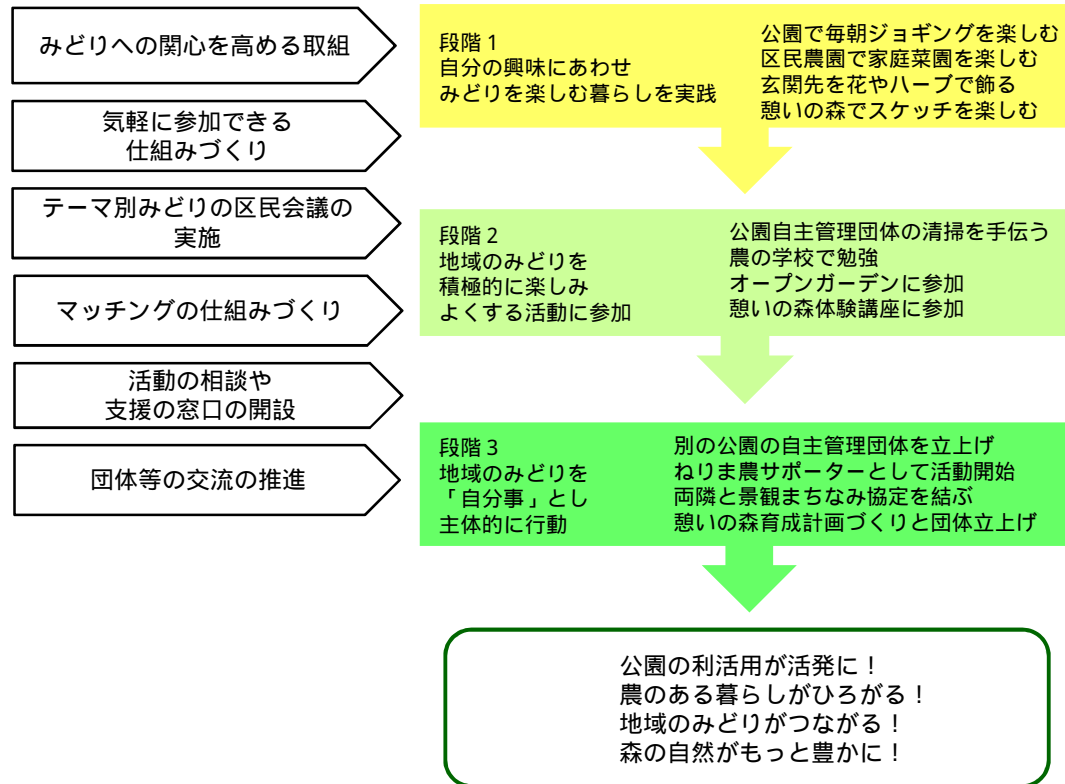 みどりへの関心を高める取組
気軽に参加できる
仕組みづくり
テーマ別みどりの区民会議の
実施
マッチングの仕組みづくり
活動の相談や
支援の窓口の開設
団体等の交流の推進
段階1
自分の興味にあわせ
みどりを楽しむ暮らしを実践
公園で毎朝ジョギングを楽しむ
区民農園で家庭菜園を楽しむ
玄関先を花やハーブで飾る
憩いの森でスケッチを楽しむ
段階2
地域のみどりを
積極的に楽しみ
よくする活動に参加
公園自主管理団体の清掃を手伝う
農の学校で勉強
オープンガーデンに参加
憩いの森体験講座に参加
段階3
地域のみどりを
「自分事」とし
主体的に行動
別の公園の自主管理団体を立上げ
ねりま農サポーターとして活動開始
両隣と景観まちなみ協定を結ぶ
憩いの森育成計画づくりと団体立上げ
公園の利活用が活発に！
農のある暮らしがひろがる！
地域のみどりがつながる！
森の自然がもっと豊かに！